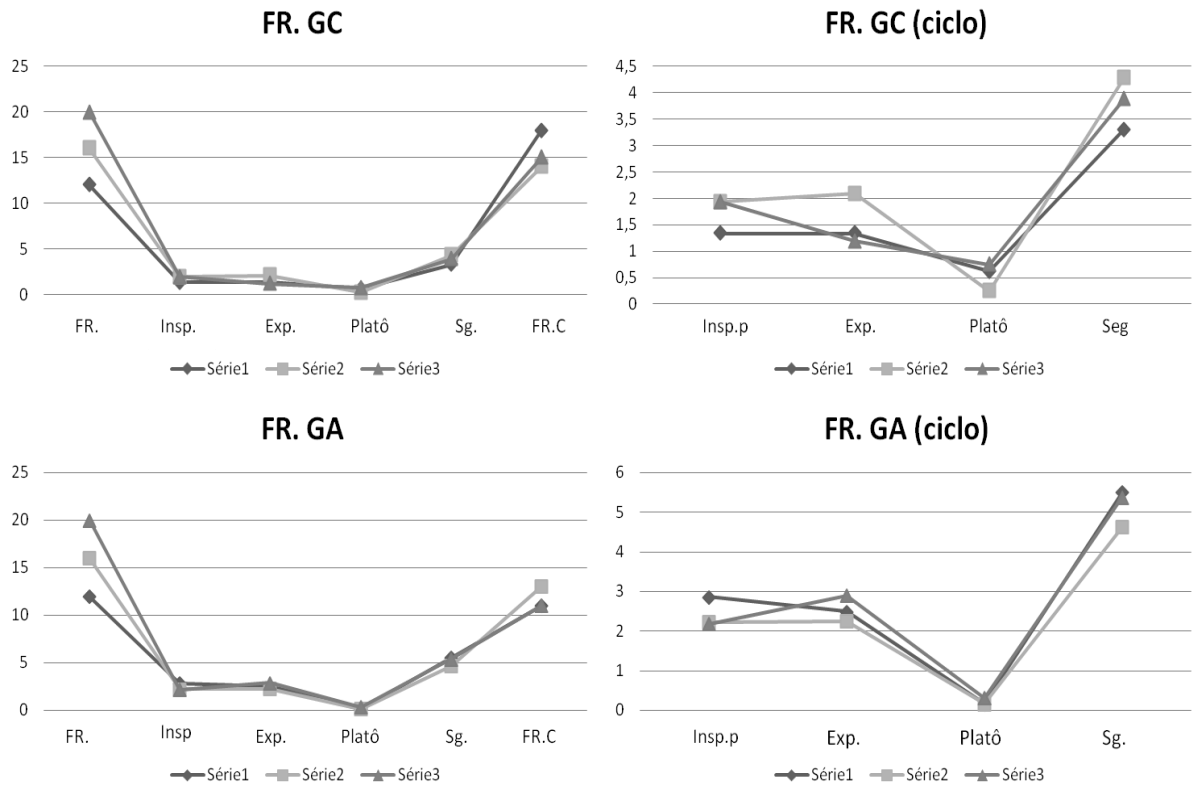 FR. GC
25
20
15
10
5
0
FR. Insp. Exp. Platô Sg. FR.C
Série1 Série2 Série3
FR. GC (ciclo)
4,5
4
3,5
3
2,5
2
1,5
1
0,5
0
Insp.p Exp. Platô Seg
Série1 Série2 Série3
FR. GA
25
20
15
10
5
0
FR. Insp Exp. Platô Sg. FR.C
Série1 Série2 Série3
FR. GA (ciclo)
6
5
4
3
2
1
0
Insp.p Exp. Platô Sg.
Série1 Série2 Série3